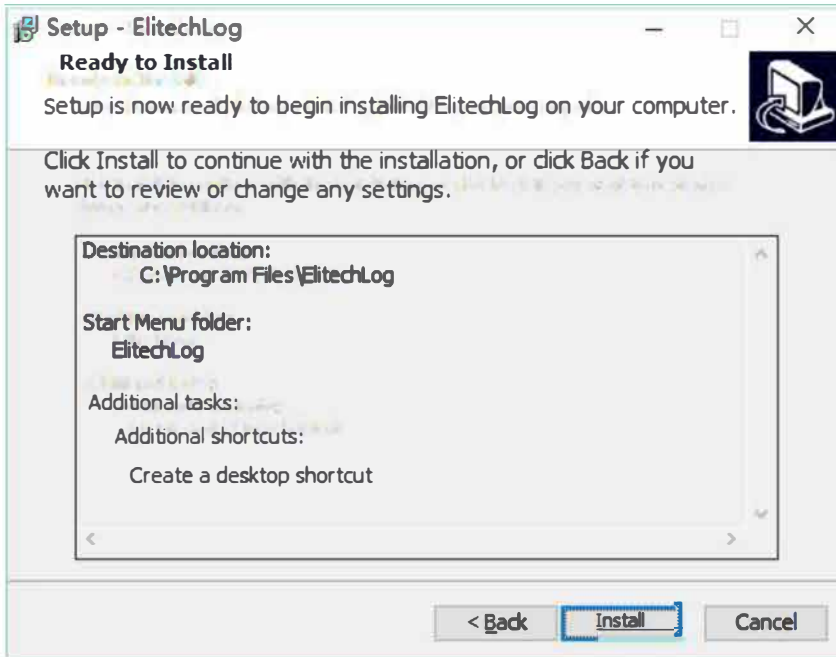 Setup - ElitechLog
Ready to Install
Setup is now ready to begin installing ElitechLog on your computer.
Click Install to continue with the installation, or click Back if you
want to review or change any settings.
Destination location:
C:\Program Files\ElitechLog
Start Menu folder:
ElitechLog
Additional tasks:
Additional shortcuts:
Create a desktop shortcut
< Back
Install
Cancel